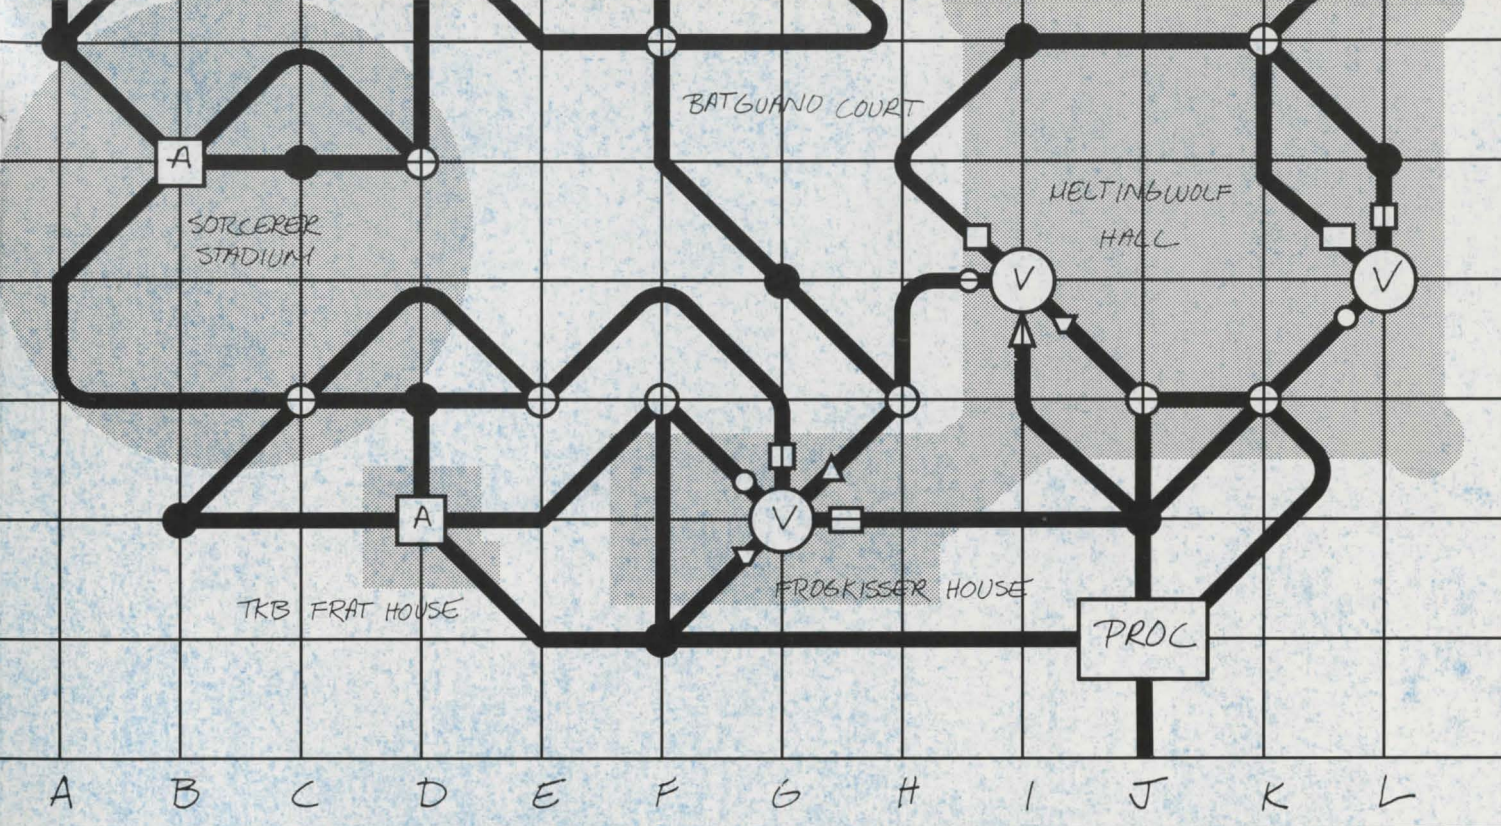 BATGUANO COURT
A
MELTINGWOLF
HALL
SORCERER
STADIUM
V
V
A
V
TKB FRAT HOUSE
FROGKISSER HOUSE
PROC
A B C D E F G H I J K L